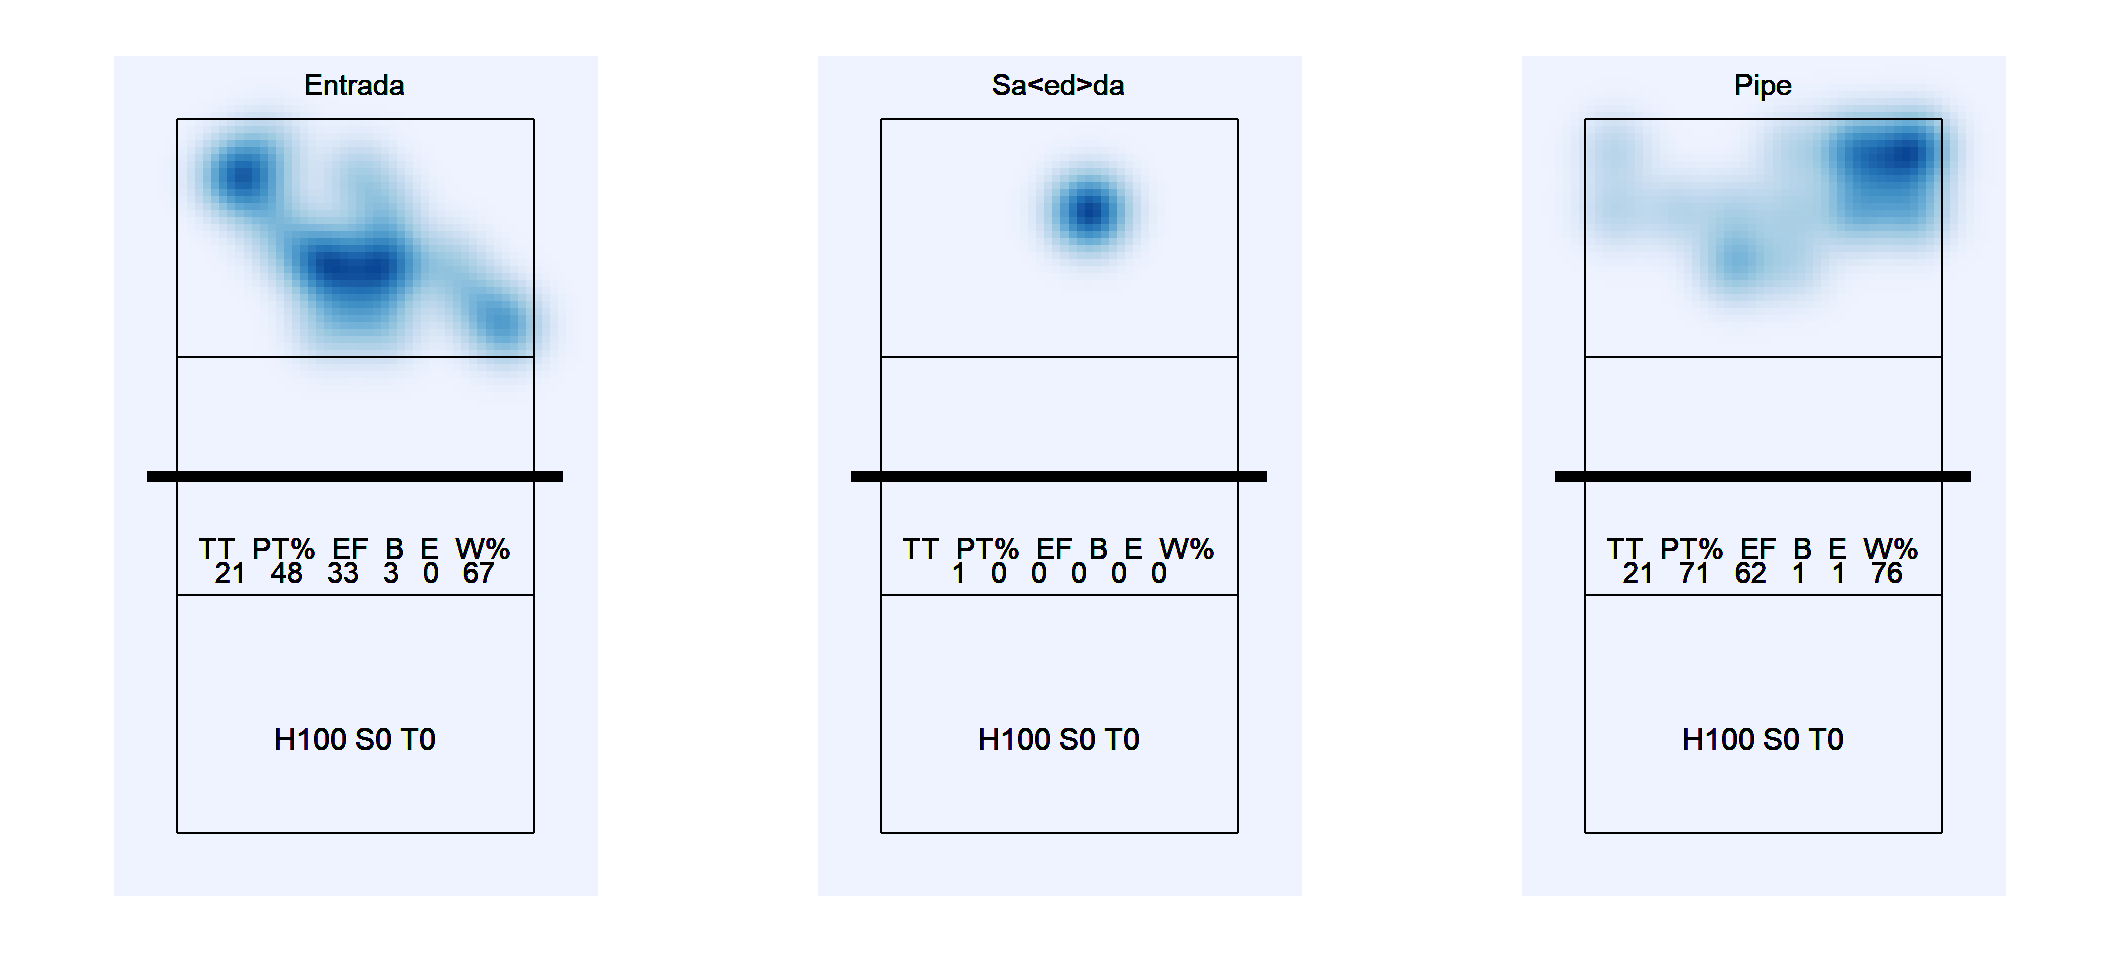 Entrada
TT PT% EF B E W%
21 48 33 3 0 67
H100 S0 T0
Sa<ed>da
TT PT% EF B E W%
1 0 0 0 0 0
H100 S0 T0
Pipe
TT PT% EF B E W%
21 71 62 1 1 76
H100 S0 T0